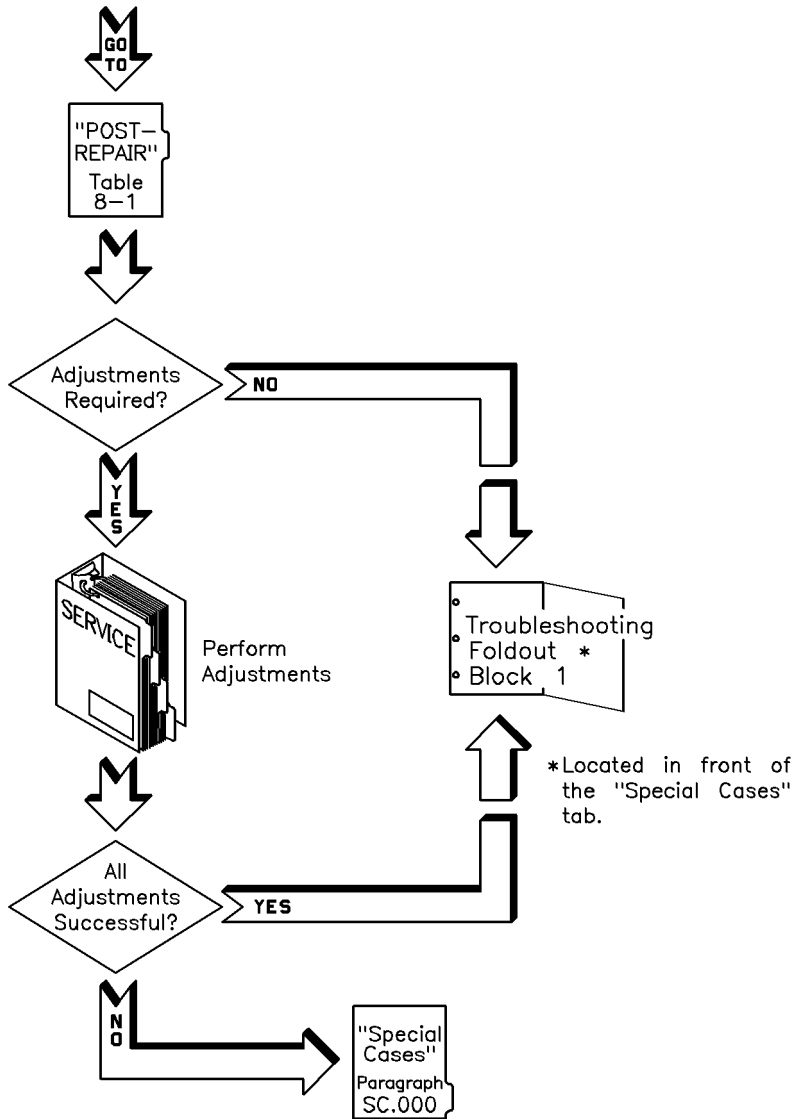 GO
TO
"POST-
REPAIR"
Table
8-1
Adjustments
Required?
NO
YES
SERVICE
Perform
Adjustments
Troubleshooting
Foldout *
Block 1
*Located in front of
the "Special Cases"
tab.
All
Adjustments
Successful?
YES
NO
"Special
Cases"
Paragraph
SC.000